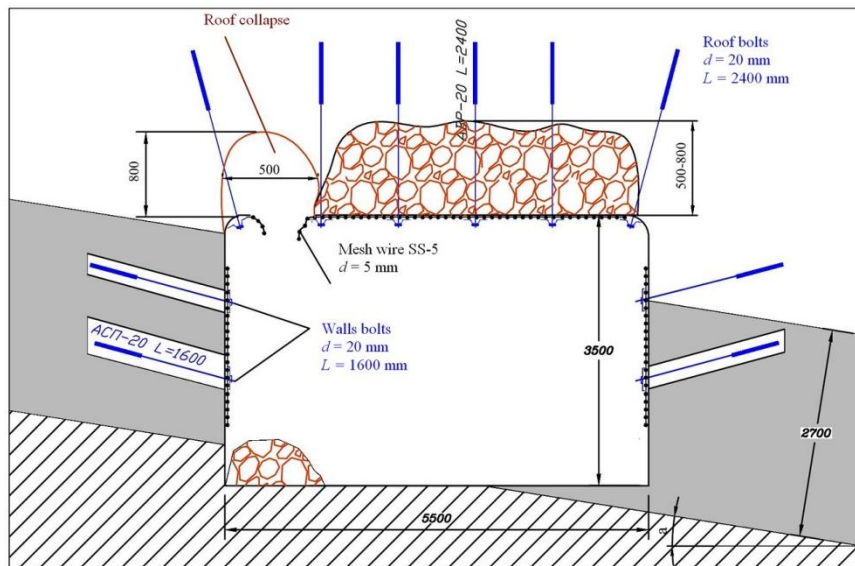 Roof collapse
АСП-20 L=2400
Roof bolts
d = 20 mm
L = 2400 mm
800
500
500-800
Mesh wire SS-5
d = 5 mm
АСП-20 L=1600
Walls bolts
d = 20 mm
L = 1600 mm
3500
2700
5500
a